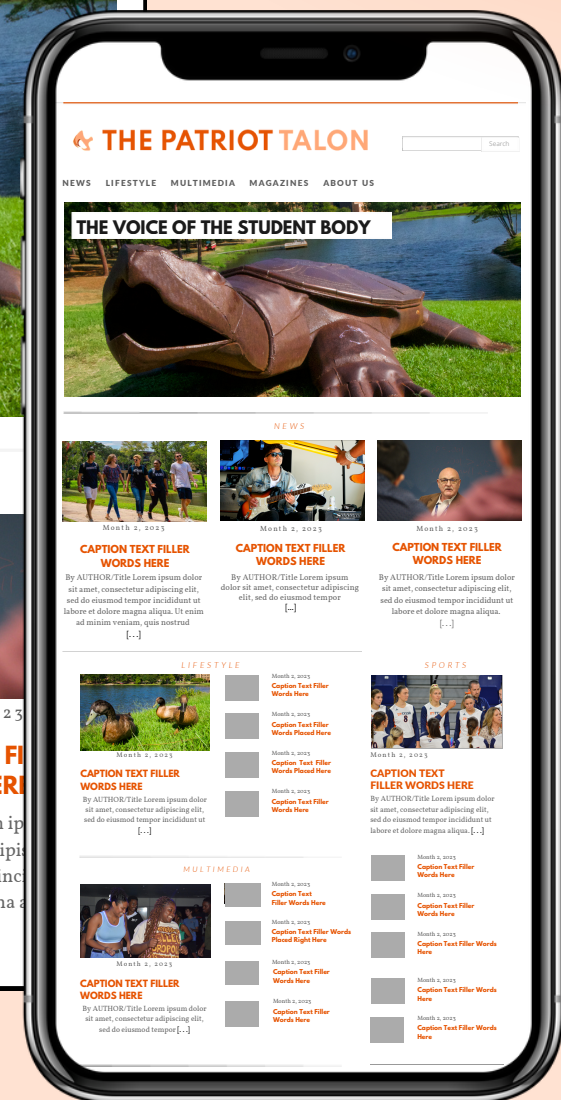 THE PATRIOT TALON
Search
NEWS LIFESTYLE MULTIMEDIA MAGAZINES ABOUT US
THE VOICE OF THE STUDENT BODY
NEWS
Month 2, 2023
CAPTION TEXT FILLER
WORDS HERE
By AUTHOR/Title Lorem ipsum dolor
sit amet, consectetur adipiscing elit,
sed do eiusmod tempor incididunt ut
labore et dolore magna aliqua. Ut enim
ad minim veniam, quis nostrud
[...]
Month 2, 2023
CAPTION TEXT FILLER
WORDS HERE
By AUTHOR/Title Lorem ipsum
dolor sit amet, consectetur adipiscing
elit, sed do eiusmod tempor
[...]
Month 2, 2023
CAPTION TEXT FILLER
WORDS HERE
By AUTHOR/Title Lorem ipsum dolor
sit amet, consectetur adipiscing elit,
sed do eiusmod tempor incididunt ut
labore et dolore magna aliqua.
[...]
LIFESTYLE
Month 2, 2023
CAPTION TEXT FILLER
WORDS HERE
By AUTHOR/Title Lorem ipsum dolor
sit amet, consectetur adipiscing elit,
sed do eiusmod tempor incididunt ut
[...]
Month 2, 2023
Caption Text Filler
Words Here
Month 2, 2023
Caption Text Filler
Words Placed Here
Month 2, 2023
Caption Text Filler
Words Placed Here
Month 2, 2023
Caption Text Filler
Words Here
SPORTS
8
Month 2, 2023
CAPTION TEXT
FILLER WORDS HERE
By AUTHOR/Title Lorem ipsum dolor
sit amet, consectetur adipiscing elit,
sed do eiusmod tempor incididunt ut
labore et dolore magna aliqua.[...]
Month 2, 2023
Caption Text Filler
Words Here
Month 2, 2023
Caption Text Filler
Words Here
Month 2, 2023
Caption Text Filler Words
Here
Month 2, 2023
Caption Text Filler Words
Here
Month 2, 2023
Caption Text Filler Words
Here
MULTIMEDIA
Month 2, 2023
CAPTION TEXT FILLER
WORDS HERE
By AUTHOR/Title Lorem ipsum dolor
sit amet, consectetur adipiscing elit,
sed do eiusmod tempor[...]
Month 2, 2023
Caption Text
Filler Words Here
Month 2, 2023
Caption Text Filler Words
Placed Right Here
Month 2, 2023
Caption Text Filler
Words Here
Month 2, 2023
Caption Text Filler
Words Here